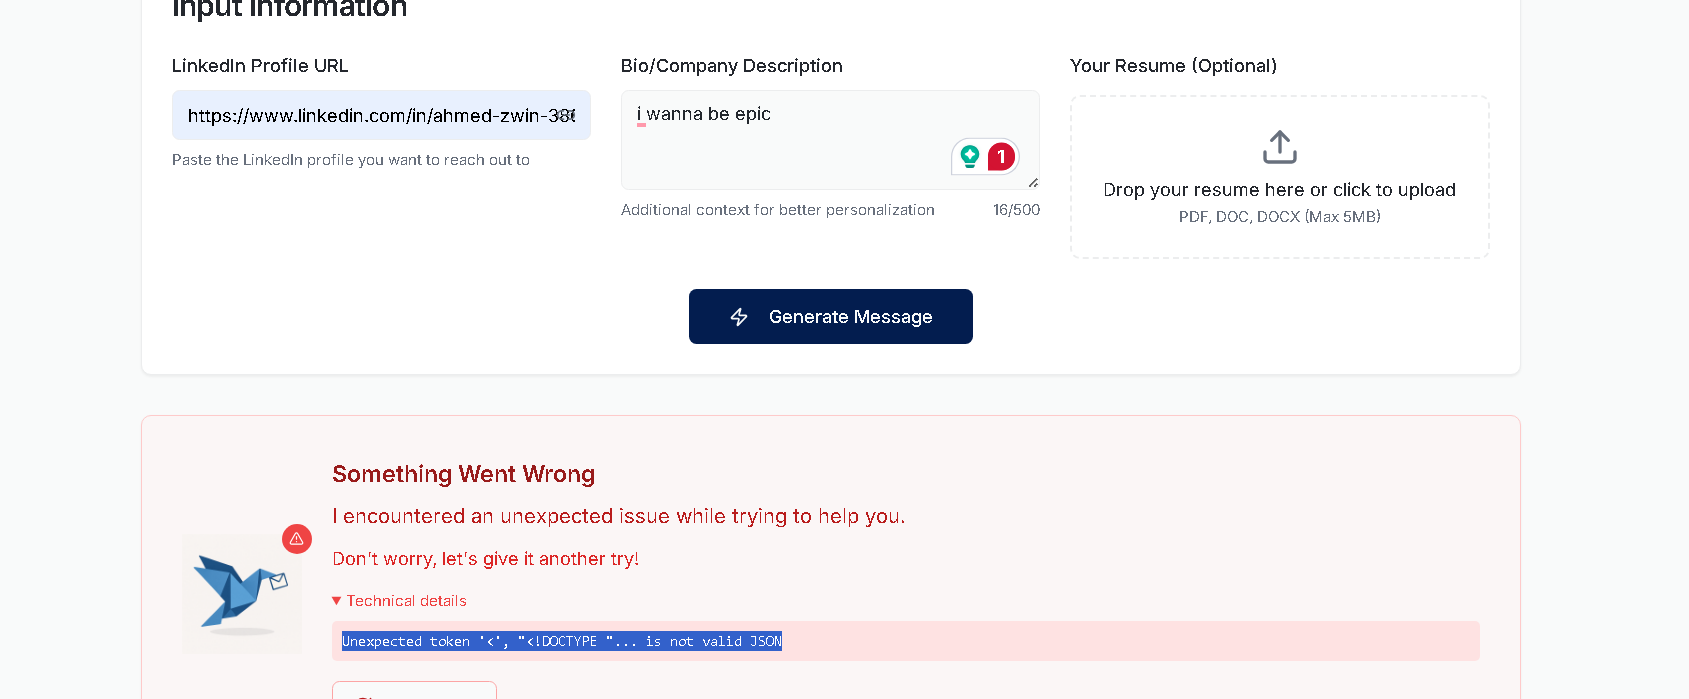 Input Information
LinkedIn Profile URL
Bio/Company Description
Your Resume (Optional)
https://www.linkedin.com/in/ahmed-zwin-38
i wanna be epic
1
Paste the LinkedIn profile you want to reach out to
Additional context for better personalization
16/500
Drop your resume here or click to upload
PDF, DOC, DOCX (Max 5MB)
Generate Message
Something Went Wrong
I encountered an unexpected issue while trying to help you.
Don't worry, let's give it another try!
▼ Technical details
Unexpected token '<', "<!DOCTYPE "... is not valid JSON